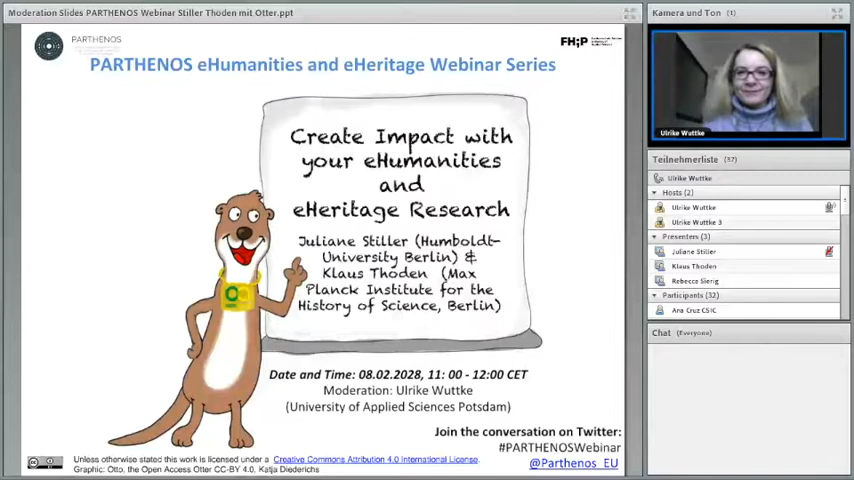 Moderation Slides PARTHENOS Webinar Stiller Thoden mit Otter.ppt
PARTHENOS
FH;P
PARTHENOS eHumanities and eHeritage Webinar Series
Create Impact with
your eHumanities
and
eHeritage Research
Juliane Stiller (Humboldt-
University Berlin) &
Klaus Thoden (Max
Planck Institute for the
History of Science, Berlin)
Date and Time: 08.02.2028, 11: 00 - 12:00 CET
Moderation: Ulrike Wuttke
(University of Applied Sciences Potsdam)
Join the conversation on Twitter:
#PARTHENOSWebinar
@Parthenos_EU
Unless otherwise stated this work is licensed under a Creative Commons Attribution 4.0 International License.
Graphic: Otto, the Open Access Otter CC-BY 4.0, Katja Diederichs
Kamera und Ton (1)
Ulrike Wuttke
Teilnehmerliste (37)
Ulrike Wuttke
Hosts (2)
Ulrike Wuttke
Ulrike Wuttke 3
Presenters (3)
Juliane Stiller
Klaus Thoden
Rebecca Sierig
Participants (32)
Ana Cruz CSIC
Chat (Everyone)